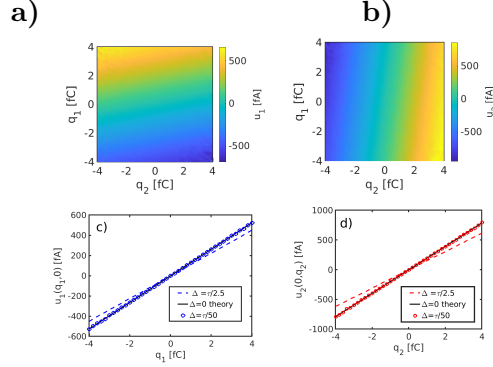 a)
b)
4
2
0
-2
-4
q1 [fC]
-4 -2 0 2 4
q2 [fC]
500
0
-500
u1 [fA]
4
2
0
-2
-4
q1 [fC]
-4 -2 0 2 4
q2 [fC]
500
0
-500
[fA]
c)
600
400
200
0
-200
-400
-600
u1(q1,0) [fA]
-4 -2 0 2 4
q1 [fC]
Δ = τ/2.5
Δ=0 theory
Δ=τ/50
d)
1000
500
0
-500
-1000
u2(0,q2) [fA]
-4 -2 0 2 4
q2 [fC]
Δ = τ/2.5
Δ=0 theory
Δ=τ/50